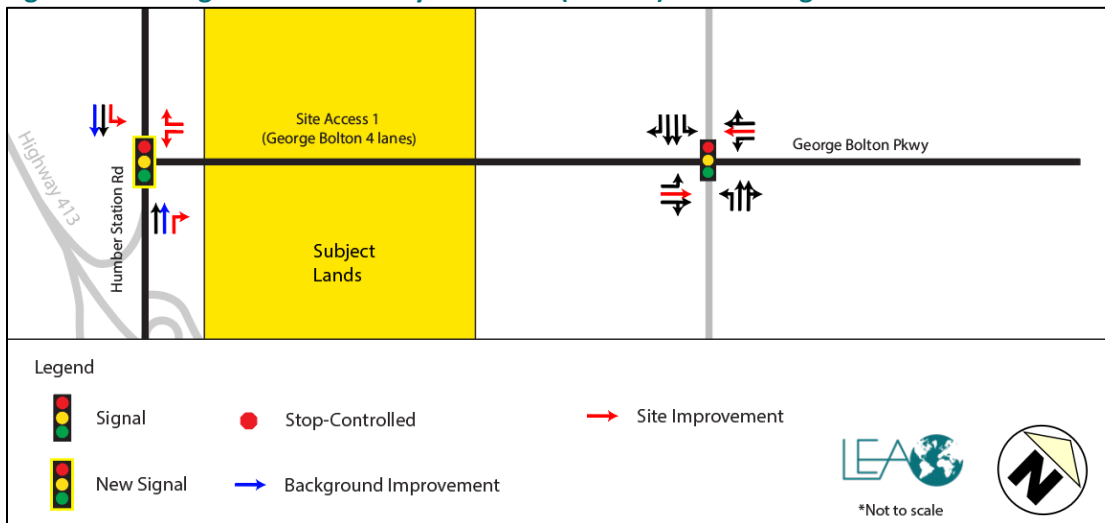 Site Access 1
(George Bolton 4 lanes)
George Bolton Pkwy
Highway 413
Humber Station Rd
Subject
Lands
Legend
Signal
Stop-Controlled
Site Improvement
New Signal
Background Improvement
LEA
*Not to scale
N